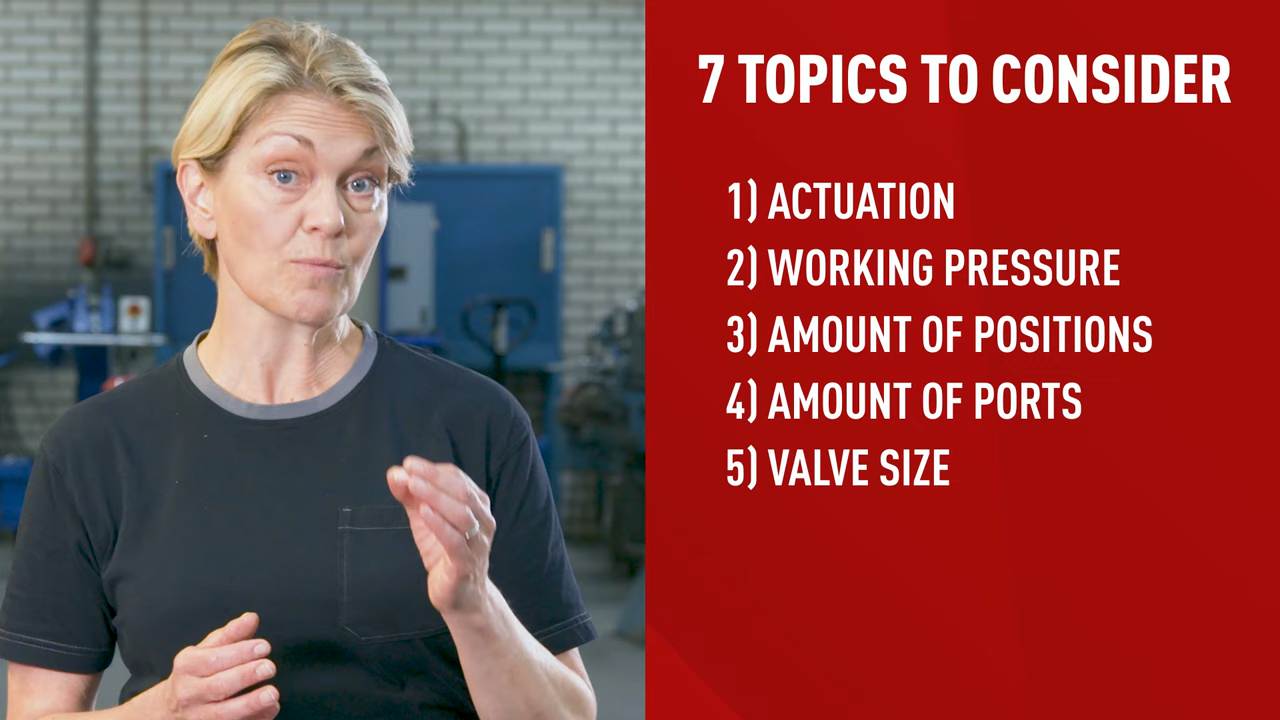 7 TOPICS TO CONSIDER
1) ACTUATION
2) WORKING PRESSURE
3) AMOUNT OF POSITIONS
4) AMOUNT OF PORTS
5) VALVE SIZE